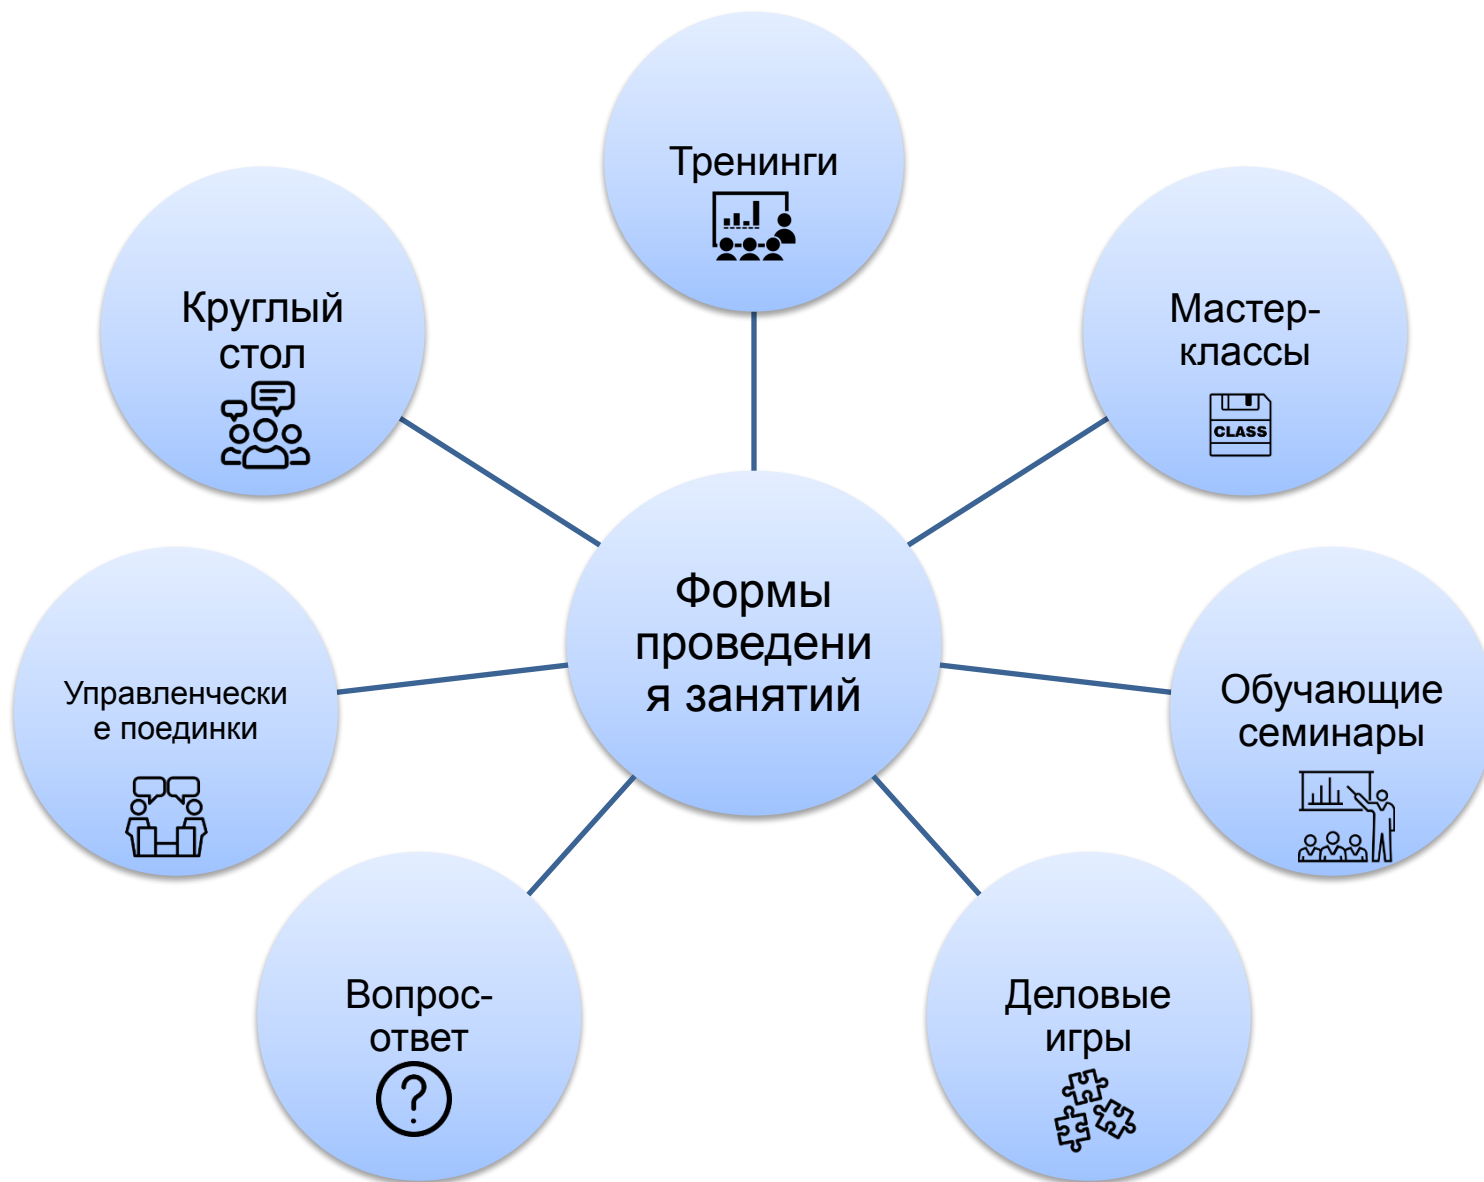 Тренинги
Мастер-
классы
CLASS
Обучающие
семинары
Деловые
игры
Вопрос-
ответ
?
Управленчески
е поединки
Круглый
стол
Формы
проведени
я занятий